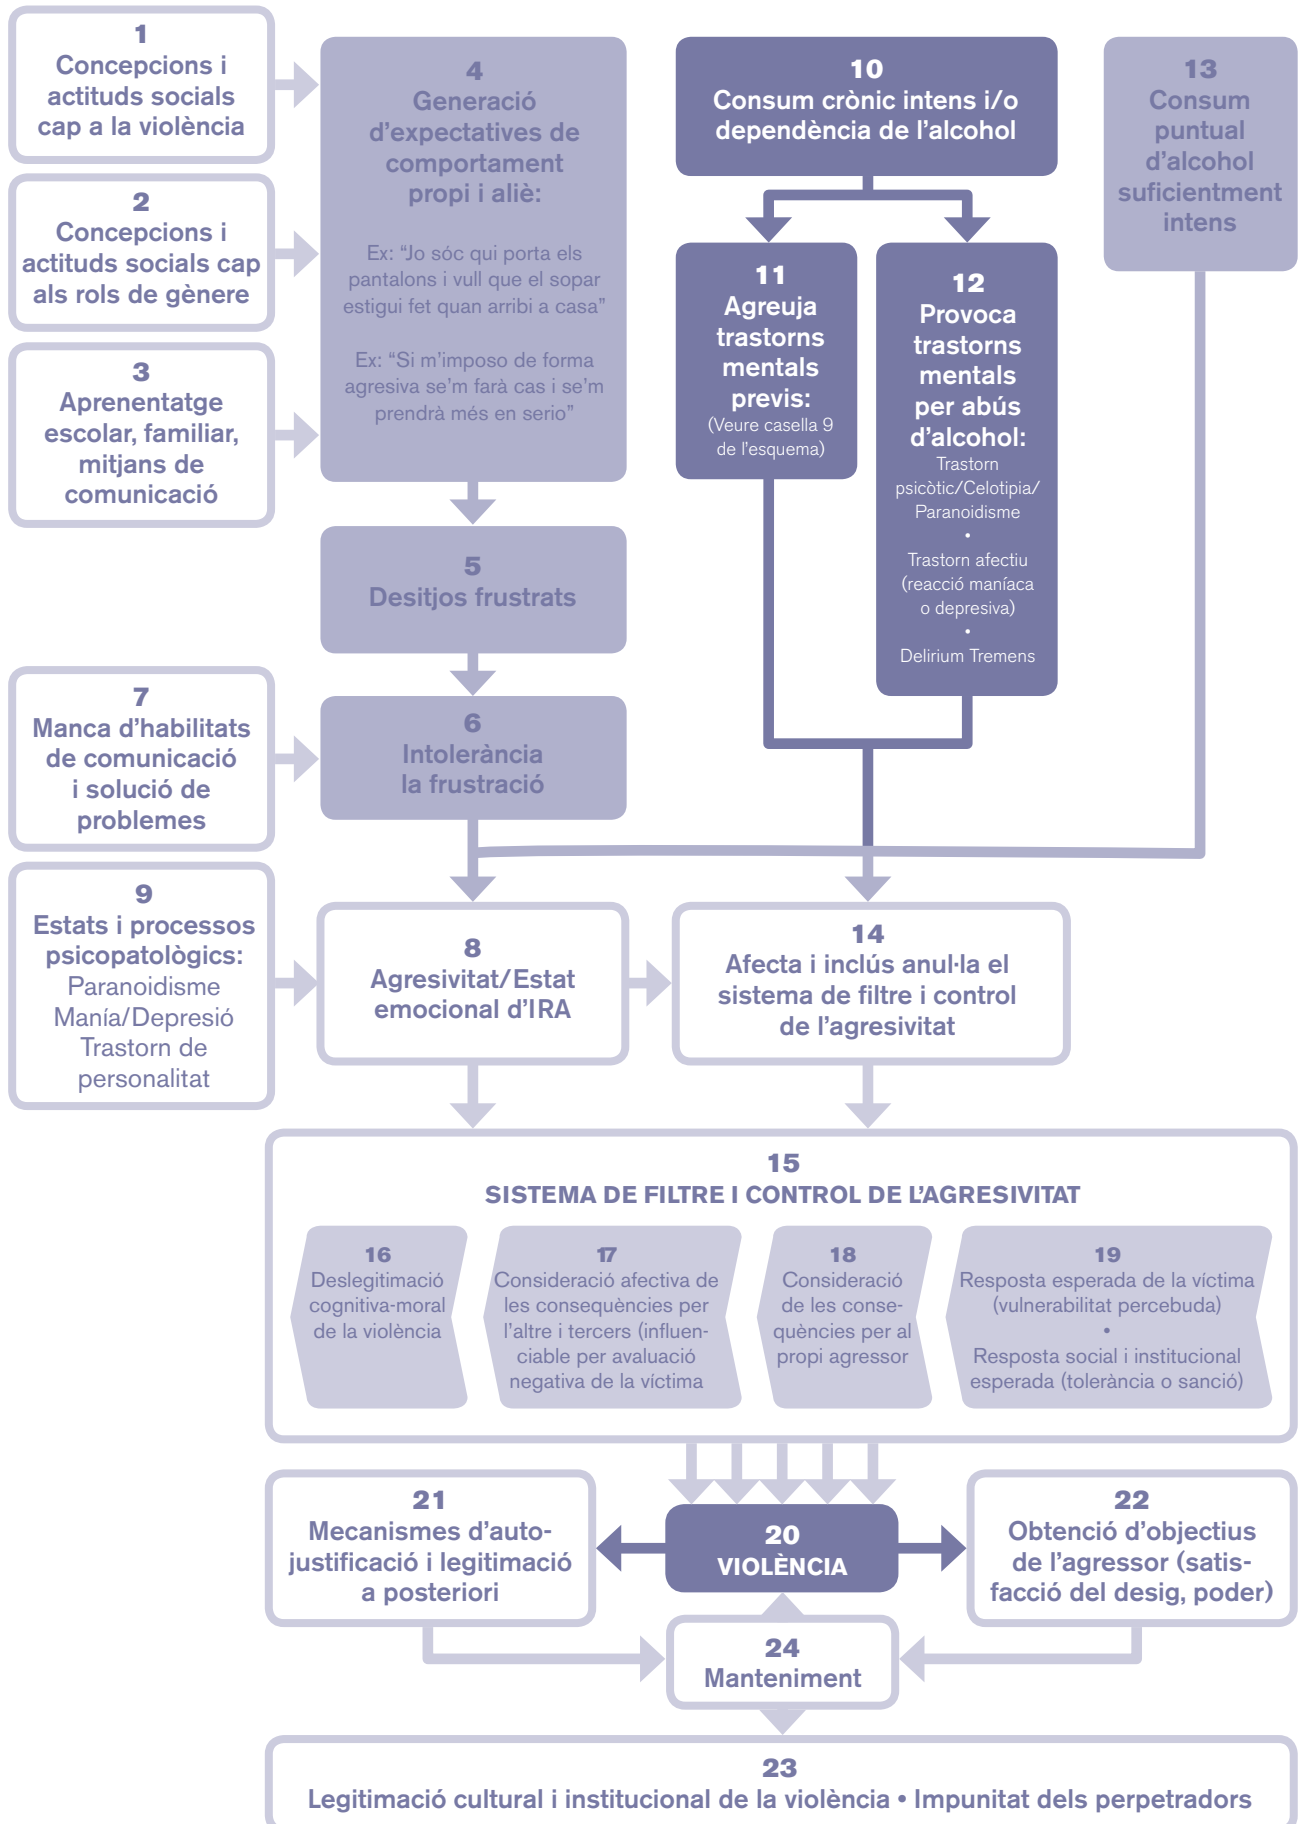 1
Concepcions i
actituds socials
cap a la violència
2
Concepcions i
actituds socials cap
als rols de gènere
3
Aprenentatge
escolar, familiar,
mitjans de
comunicació
4
Generació
d'expectatives de
comportament
propi i aliè:
Ex: “Jo sóc qui porta els
pantalons i vull que el sopar
estigui fet quan arribi a casa”
Ex: “Si m'imposo de forma
agresiva se'm farà cas i se'm
prendrà més en serio”
5
Desitjos frustrats
6
Intolerància
la frustració
7
Manca d'habilitats
de comunicació
i solució de
problemes
9
Estats i processos
psicopatològics:
Paranoidisme
Manía/Depresió
Trastorn de
personalitat
8
Agresivitat/Estat
emocional d'IRA
10
Consum crònic intens i/o
dependència de l'alcohol
11
Agreuja
trastorns
mentals
previs:
(Veure casella 9
de l'esquema)
12
Provoca
trastorns
mentals
per abús
d'alcohol:
Trastorn
psicòtic/Celotipia/
Paranoidisme
•
Trastorn afectiu
(reacció maníaca
o depresiva)
•
Delirium Tremens
13
Consum
puntual
d'alcohol
suficientment
intens
14
Afecta i inclús anul·la el
sistema de filtre i control
de l'agresivitat
15
SISTEMA DE FILTRE I CONTROL DE L'AGRESIVITAT
16
Deslegitimació
cognitiva-moral
de la violència
17
Consideració afectiva de
les consequències per
l'altre i tercers (influen-
ciable per avaluació
negativa de la víctima
18
Consideració
de les conse-
quències per al
propi agressor
19
Resposta esperada de la víctima
(vulnerabilitat percebuda)
•
Resposta social i institucional
esperada (tolerància o sanció)
21
Mecanismes d'auto-
justificació i legitimació
a posteriori
20
VIOLÈNCIA
22
Obtenció d'objectius
de l'agressor (satis-
facció del desig, poder)
24
Manteniment
23
Legitimació cultural i institucional de la violència • Impunitat dels perpetradors